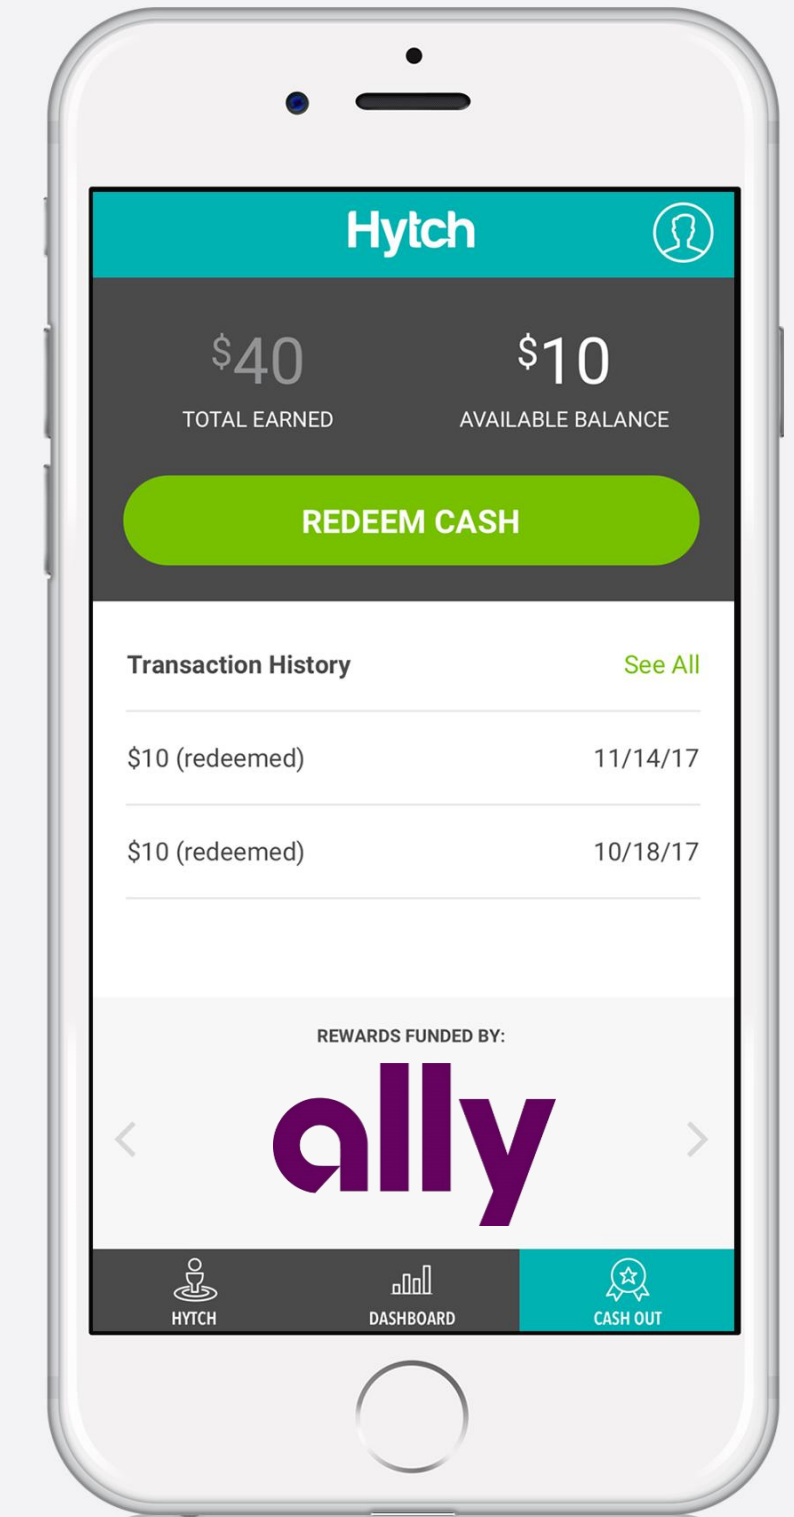 Hytch
$40 $10
TOTAL EARNED AVAILABLE BALANCE
REDEEM CASH
Transaction History See All
$10 (redeemed) 11/14/17
$10 (redeemed) 10/18/17
REWARDS FUNDED BY:
ally
HYTCH DASHBOARD CASH OUT